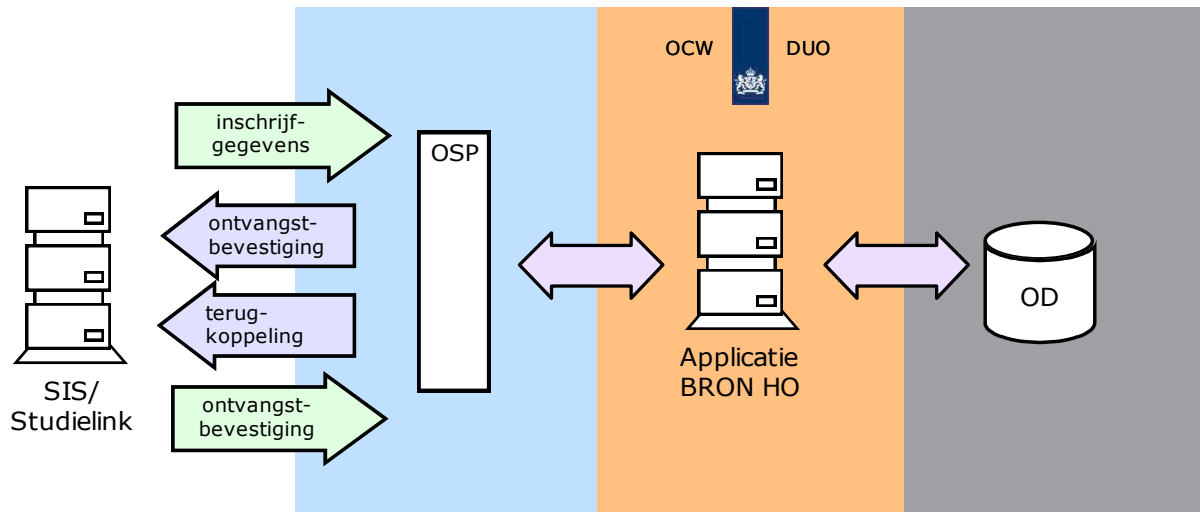 OCW
DUO
inschrijf-
gegevens
OSP
ontvangst-
bevestiging
terug-
koppeling
OD
Applicatie
BRON HO
SIS/
Studielink
ontvangst-
bevestiging